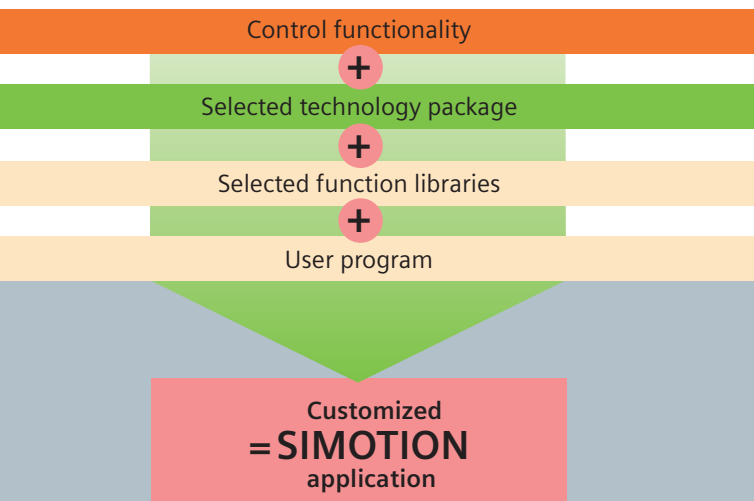 Control functionality
+
Selected technology package
+
Selected function libraries
+
User program
Customized
= SIMOTION
application